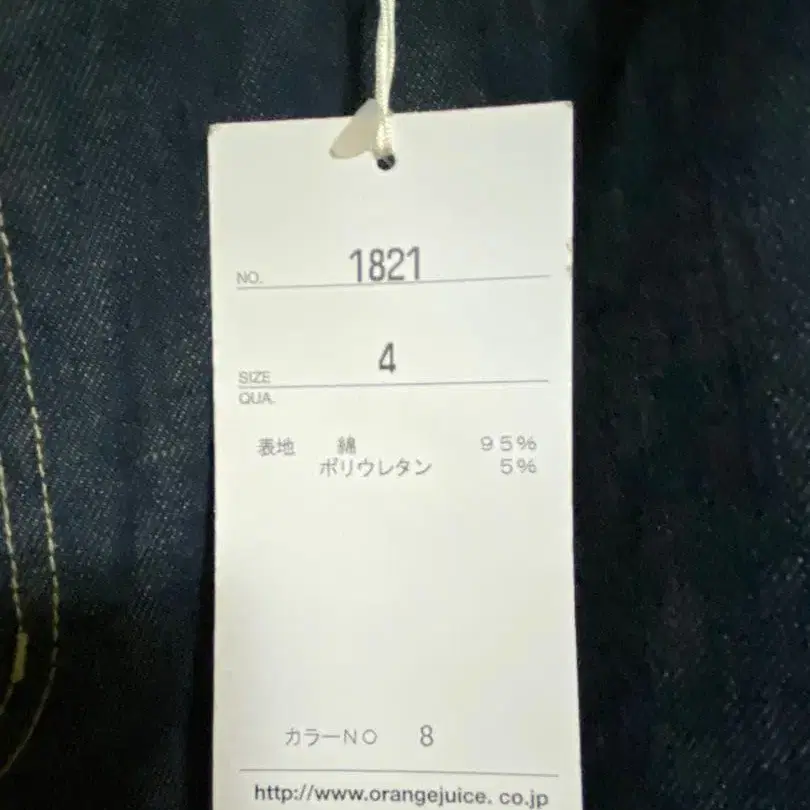 NO. 1821
SIZE 4
QUA.
表地 綿 95%
ポリウレタン 5%
カラーNO 8
http://www.orangejuice. co.jp